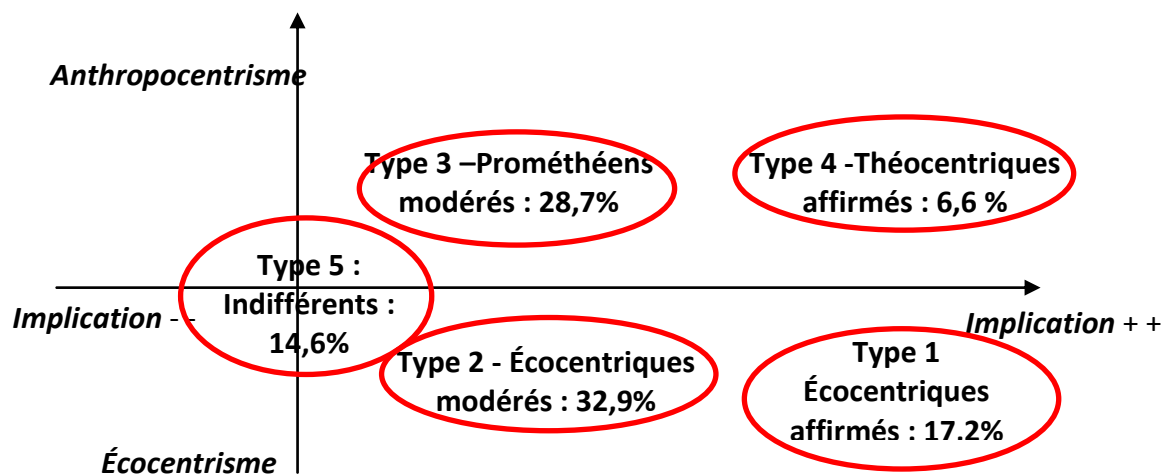 Anthropocentrisme
Type 3 –Prométhéens
modérés : 28,7%
Type 4 -Théocentriques
affirmés : 6,6 %
Type 5 :
Indifférents :
14,6%
Implication - -
Implication + +
Type 2 - Écocentriques
modérés : 32,9%
Type 1
Écocentriques
affirmés : 17.2%
Écocentrisme